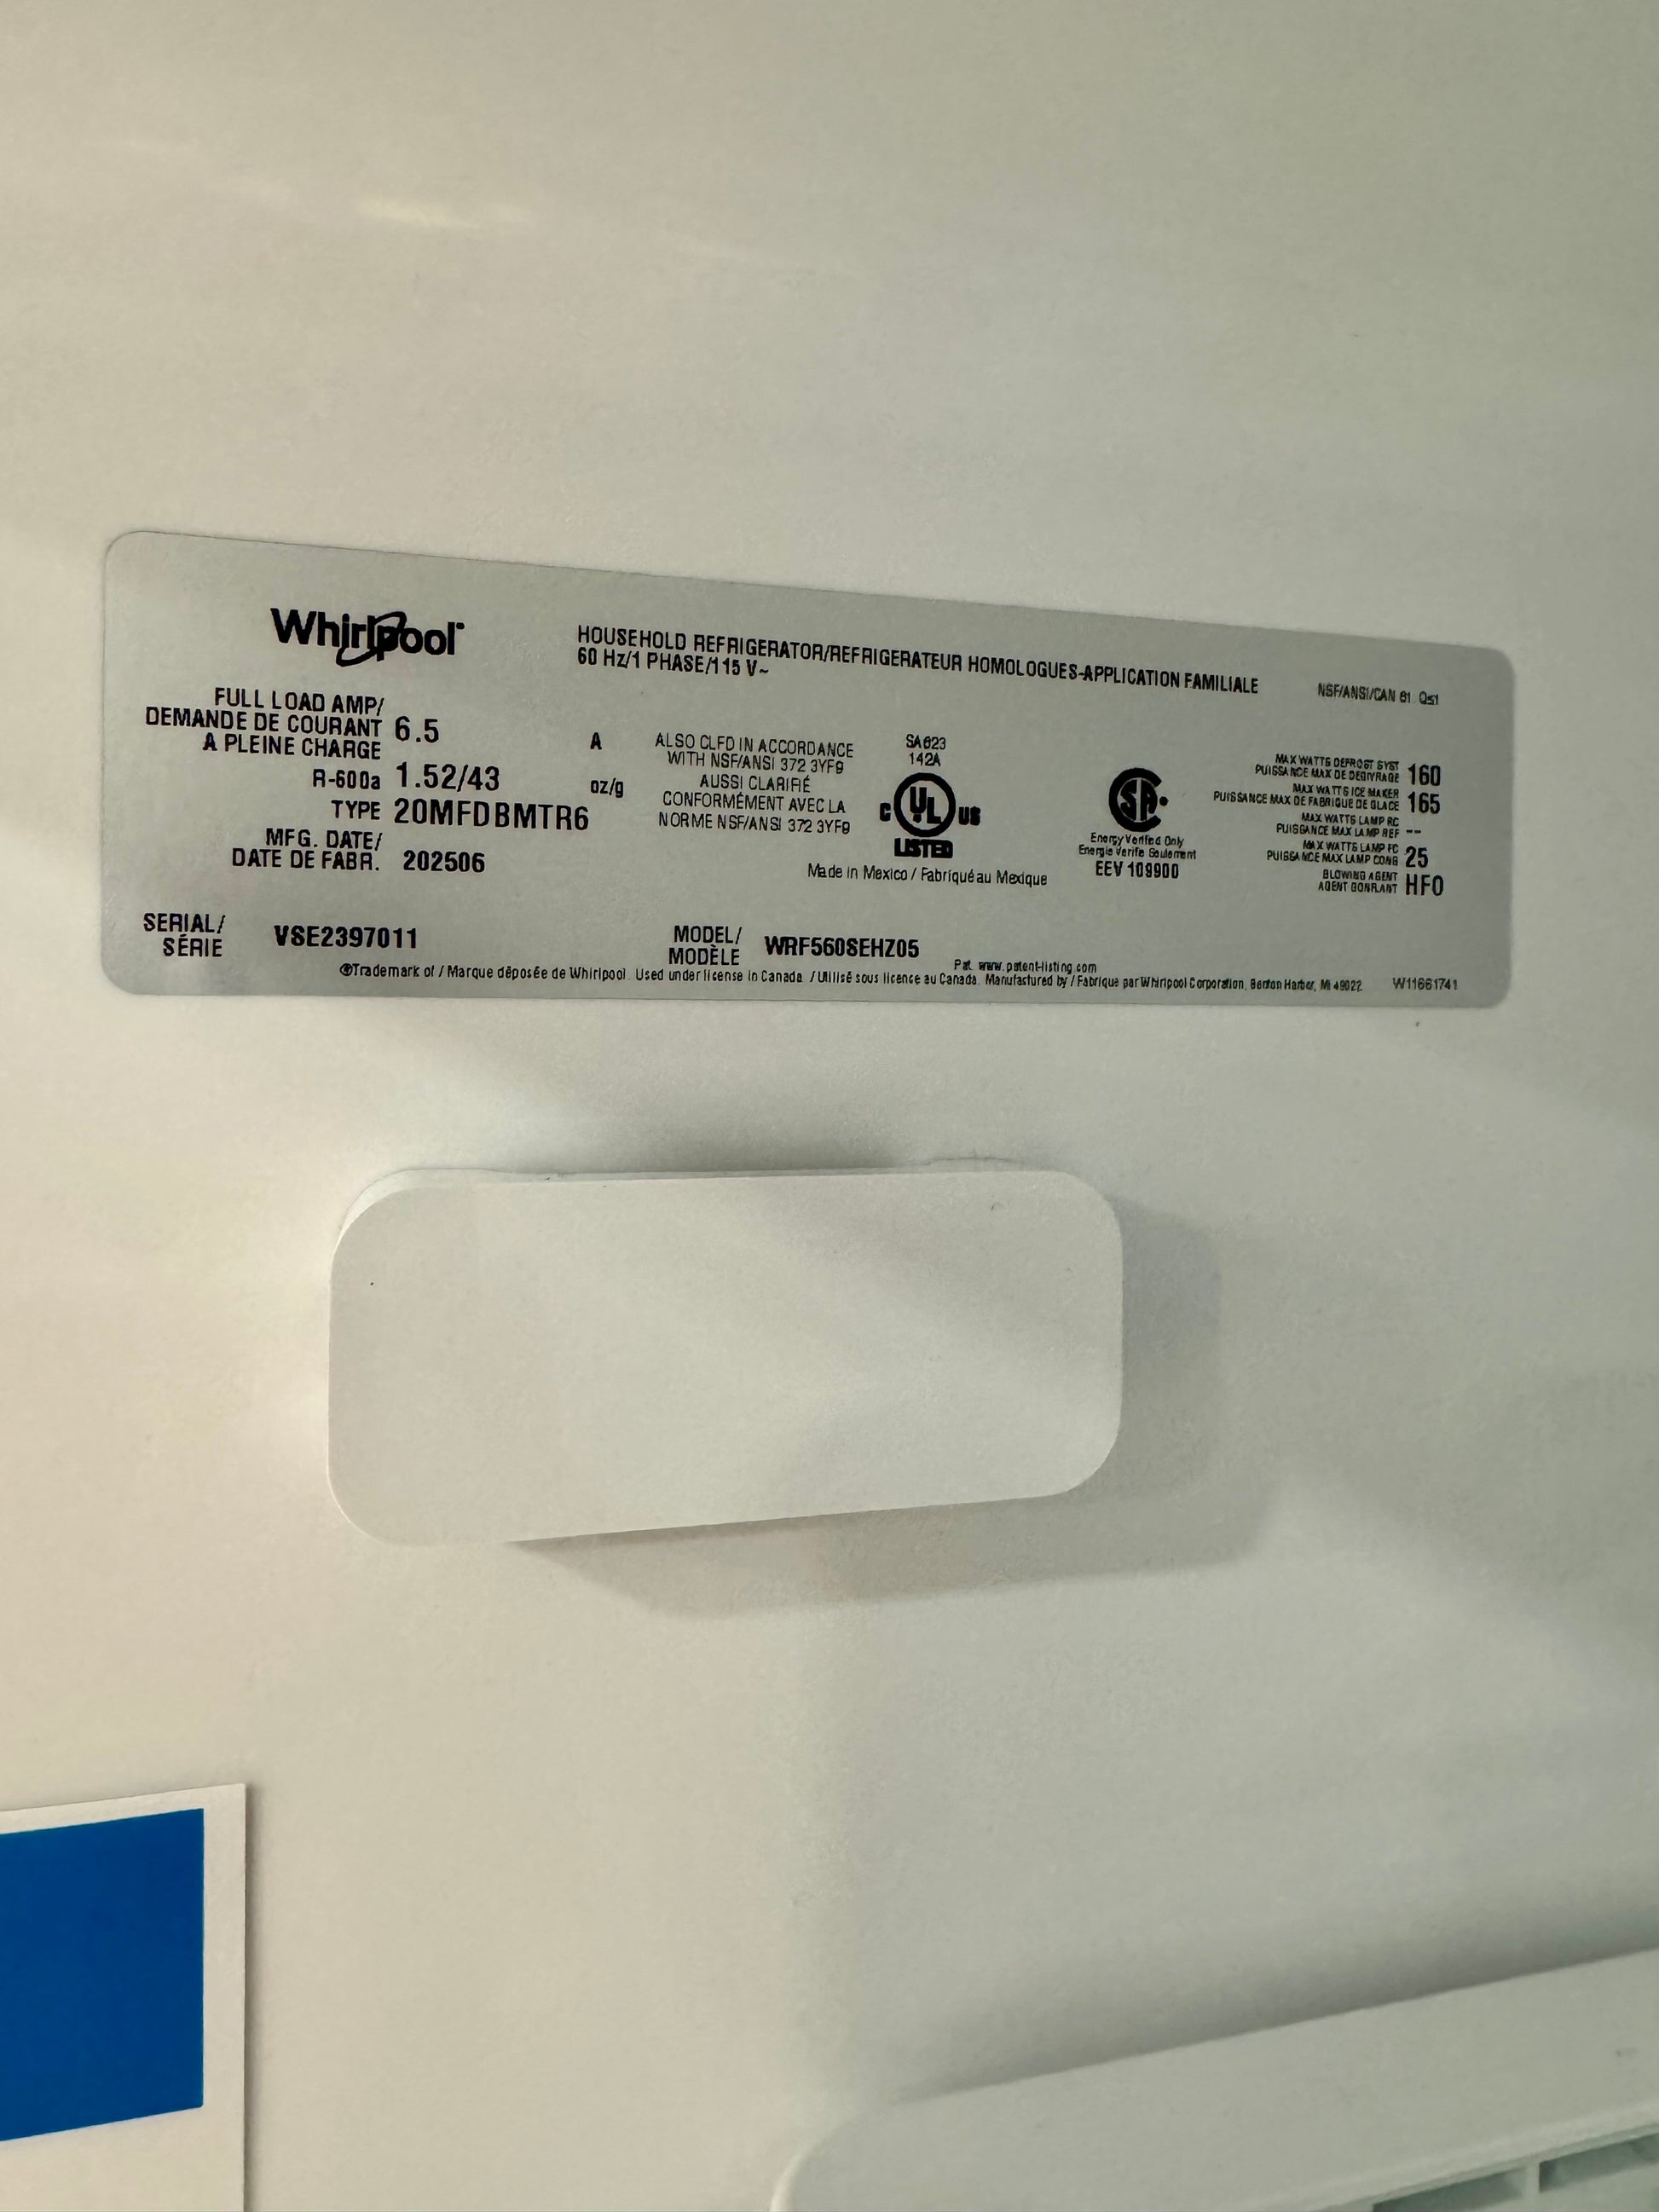 Whirlpool
HOUSEHOLD REFRIGERATOR/REFRIGERATEUR HOMOLOGUES-APPLICATION FAMILIALE
60 Hz/1 PHASE/115 V~
NSF/ANSI/CAN 61 Q≤1
FULL LOAD AMP/
DEMANDE DE COURANT 6.5 A
A PLEINE CHARGE
R-600a 1.52/43 oz/g
TYPE 20MFDBMTR6
MFG. DATE/
DATE DE FABR. 202506
ALSO CLFD IN ACCORDANCE
WITH NSF/ANSI 372 3YF9
AUSSI CLARIFIÉ
CONFORMÉMENT AVEC LA
NORME NSF/ANSI 372 3YF9
SA623
142A
C UL US
LISTED
Made in Mexico / Fabriqué au Mexique
SA
Energy Verified Only
Energie Verifie Seulement
EEV 109900
MAX WATTS DEFROST SYST
PUISSANCE MAX DE DEGIVRAGE 160
MAX WATTS ICE MAKER
PUISSANCE MAX DE FABRIQUE DE GLACE 165
MAX WATTS LAMP RC
PUISSANCE MAX LAMP REF --
MAX WATTS LAMP FC
PUISSANCE MAX LAMP CONG 25
BLOWING AGENT
AGENT GONFLANT HFO
SERIAL/
SÉRIE VSE2397011
MODEL/
MODÈLE WRF560SEHZ05
Pat. www.patent-listing.com
®Trademark of / Marque déposée de Whirlpool. Used under license in Canada. / Utilisé sous licence au Canada. Manufactured by / Fabrique par Whirlpool Corporation, Benton Harbor, MI 49022 W11661741